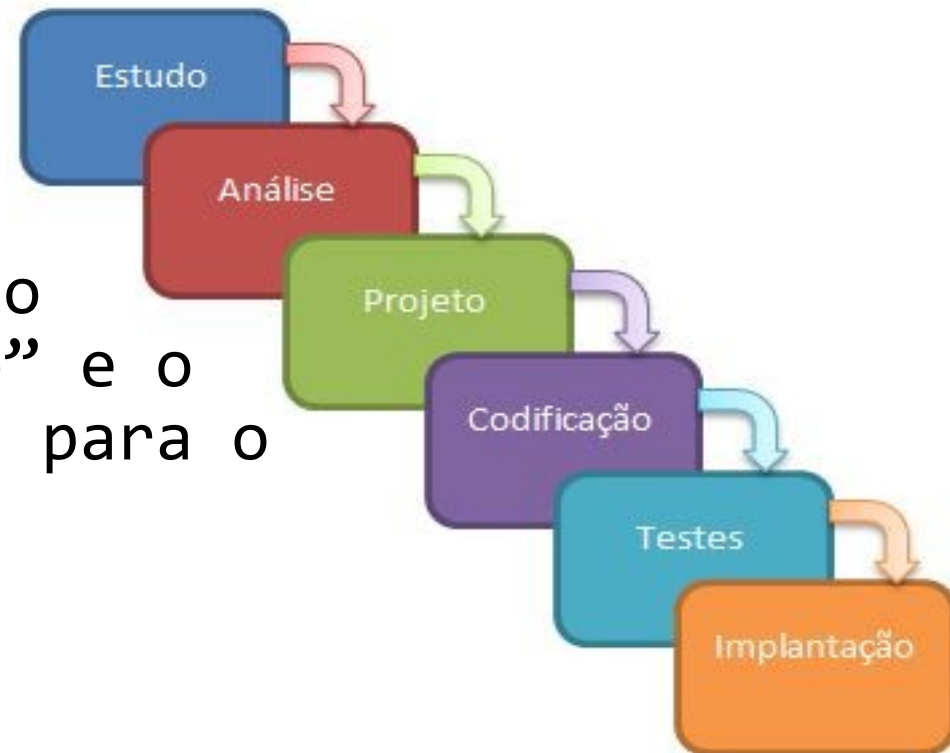 Estudo
Análise
o
” e o
Projeto
para o
Codificação
Testes
Implantação